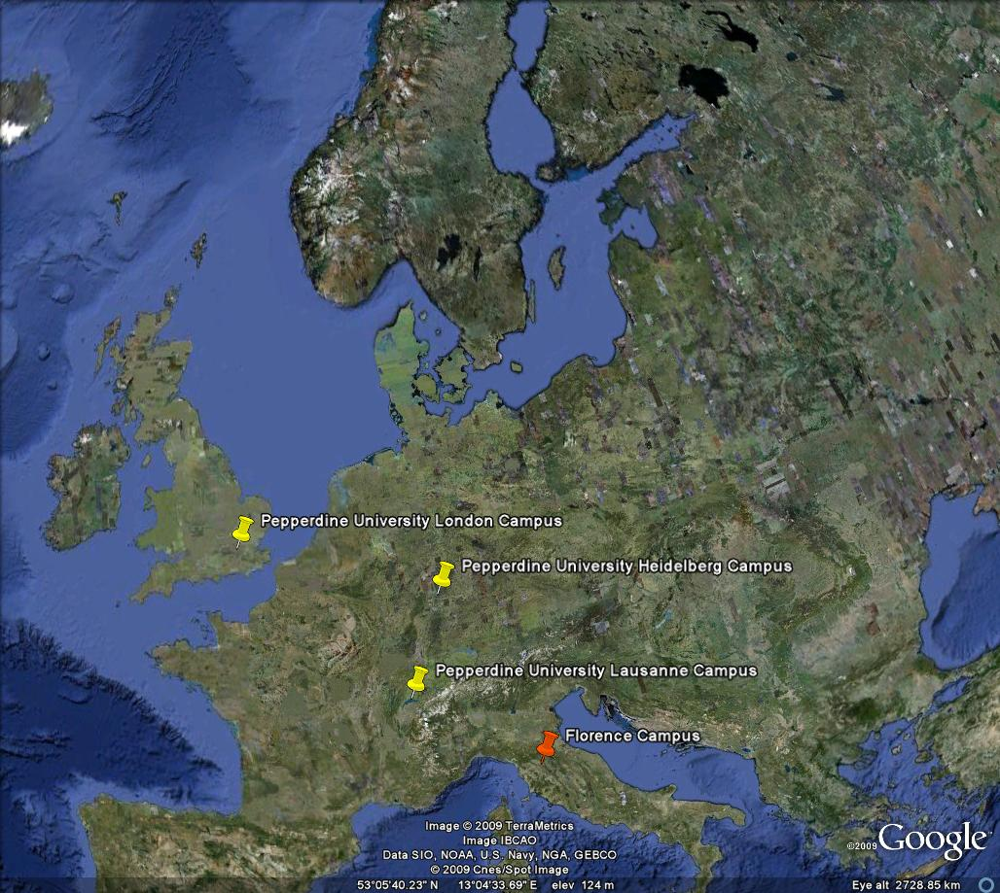 Pepperdine University London Campus
Pepperdine University Heidelberg Campus
Pepperdine University Lausanne Campus
Florence Campus
Image © 2009 TerraMetrics
Image IBCAO
Data SIO, NOAA, U.S. Navy, NGA, GEBCO
© 2009 Cnes/Spot Image
©2009 Google™
53°05'40.23" N 13°04'33.69" E elev 124 m Eye alt 2728.85 km